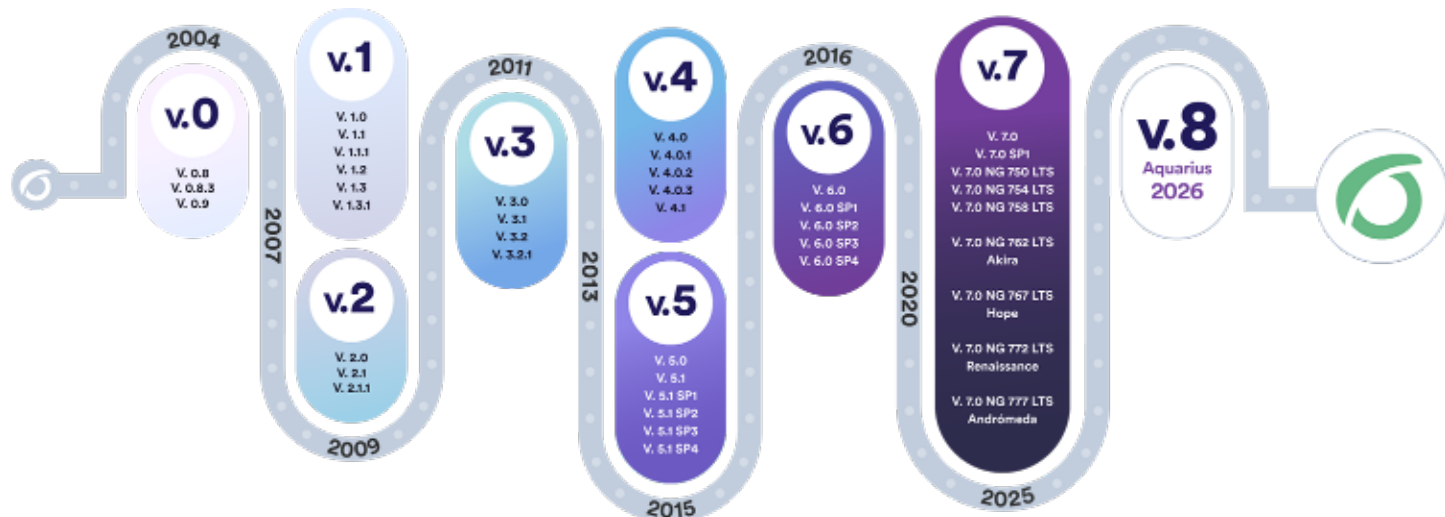 2004
v.0
V. 0.8
V. 0.8.3
V. 0.9
2007
v.1
V. 1.0
V. 1.1
V. 1.1.1
V. 1.2
V. 1.3
V. 1.3.1
v.2
V. 2.0
V. 2.1
V. 2.1.1
2009
2011
v.3
V. 3.0
V. 3.1
V. 3.2
V. 3.2.1
2013
v.4
V. 4.0
V. 4.0.1
V. 4.0.2
V. 4.0.3
V. 4.1
v.5
V. 5.0
V. 5.1
V. 5.1 SP1
V. 5.1 SP2
V. 5.1 SP3
V. 5.1 SP4
2015
2016
v.6
V. 6.0
V. 6.0 SP1
V. 6.0 SP2
V. 6.0 SP3
V. 6.0 SP4
2020
v.7
V. 7.0
V. 7.0 SP1
V. 7.0 NG 750 LTS
V. 7.0 NG 754 LTS
V. 7.0 NG 758 LTS
V. 7.0 NG 762 LTS
Akira
V. 7.0 NG 767 LTS
Hope
V. 7.0 NG 772 LTS
Renaissance
V. 7.0 NG 777 LTS
Andrómeda
2025
v.8
Aquarius
2026